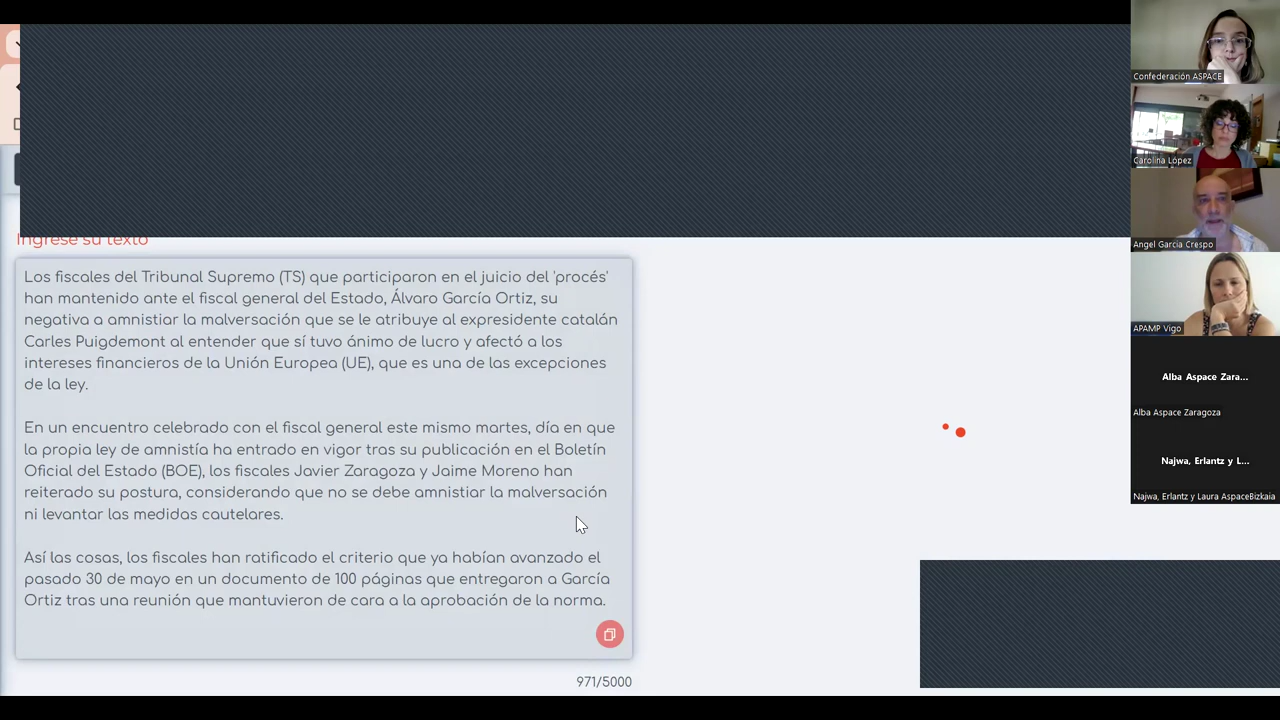 Ingrese su texto
Los fiscales del Tribunal Supremo (TS) que participaron en el juicio del 'procés'
han mantenido ante el fiscal general del Estado, Álvaro García Ortiz, su
negativa a amnistiar la malversación que se le atribuye al expresidente catalán
Carles Puigdemont al entender que sí tuvo ánimo de lucro y afectó a los
intereses financieros de la Unión Europea (UE), que es una de las excepciones
de la ley.
En un encuentro celebrado con el fiscal general este mismo martes, día en que
la propia ley de amnistía ha entrado en vigor tras su publicación en el Boletín
Oficial del Estado (BOE), los fiscales Javier Zaragoza y Jaime Moreno han
reiterado su postura, considerando que no se debe amnistiar la malversación
ni levantar las medidas cautelares.
Así las cosas, los fiscales han ratificado el criterio que ya habían avanzado el
pasado 30 de mayo en un documento de 100 páginas que entregaron a García
Ortiz tras una reunión que mantuvieron de cara a la aprobación de la norma.
971/5000
Confederación ASPACE
Carolina López
Angel García Crespo
APAMP Vigo
Alba Aspace Zara...
Alba Aspace Zaragoza
Najwa, Erlantz y L...
Najwa, Erlantz y Laura AspaceBizkaia